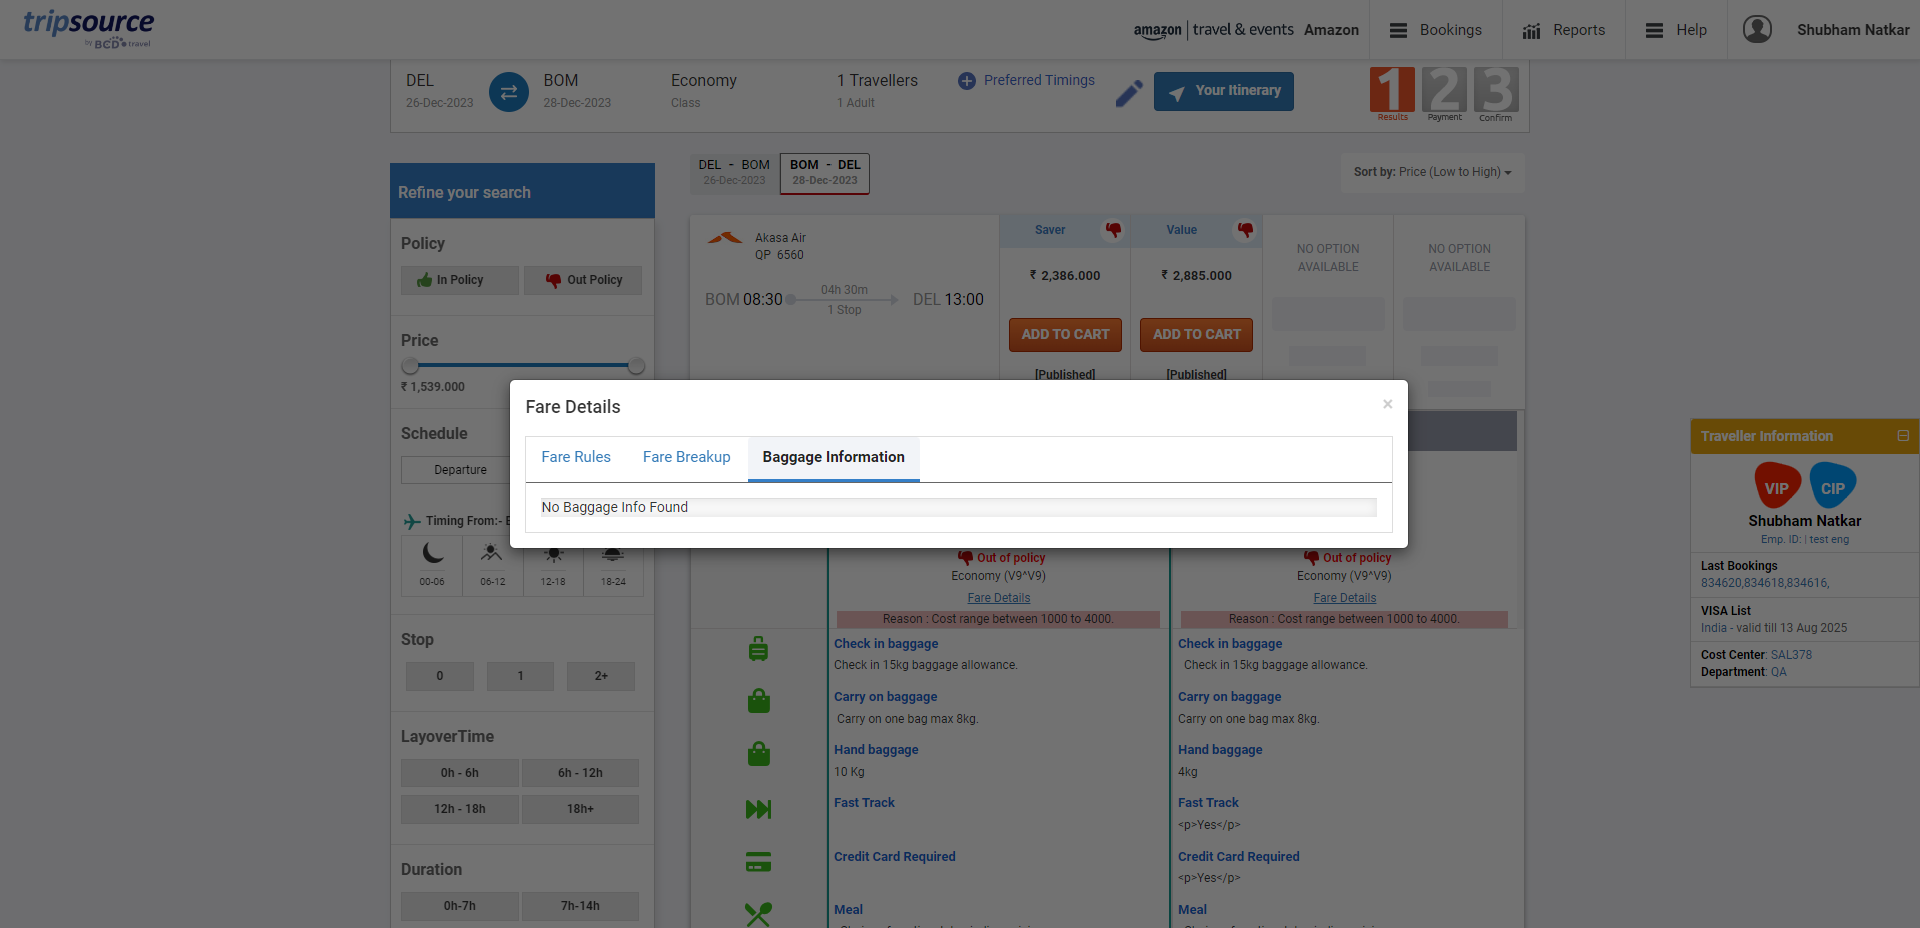 tripsource
by BCD travel
amazon | travel & events Amazon
Bookings
Reports
Help
Shubham Natkar
DEL
26-Dec-2023
BOM
28-Dec-2023
Economy
Class
1 Travellers
1 Adult
Preferred Timings
Your Itinerary
1 2 3
Results Payment Confirm
Refine your search
Policy
In Policy
Out Policy
Price
₹ 1,539.000
Schedule
Departure
Timing From:-
00-06 06-12 12-18 18-24
Stop
0 1 2+
LayoverTime
0h - 6h 6h - 12h
12h - 18h 18h+
Duration
0h-7h 7h-14h
DEL - BOM
26-Dec-2023
BOM - DEL
28-Dec-2023
Sort by: Price (Low to High)
Akasa Air
QP 6560
BOM 08:30
04h 30m
1 Stop
DEL 13:00
Saver
₹ 2,386.000
ADD TO CART
[Published]
Value
₹ 2,885.000
ADD TO CART
[Published]
NO OPTION
AVAILABLE
NO OPTION
AVAILABLE
Fare Details
×
Fare Rules Fare Breakup Baggage Information
No Baggage Info Found
Out of policy
Economy (V9^V9)
Fare Details
Reason : Cost range between 1000 to 4000.
Out of policy
Economy (V9^V9)
Fare Details
Reason : Cost range between 1000 to 4000.
Check in baggage
Check in 15kg baggage allowance.
Check in baggage
Check in 15kg baggage allowance.
Carry on baggage
Carry on one bag max 8kg.
Carry on baggage
Carry on one bag max 8kg.
Hand baggage
10 Kg
Hand baggage
4kg
Fast Track
Fast Track
<p>Yes</p>
Credit Card Required
Credit Card Required
<p>Yes</p>
Meal
Meal
Traveller Information
VIP CIP
Shubham Natkar
Emp. ID: | test eng
Last Bookings
834620,834618,834616,
VISA List
India - valid till 13 Aug 2025
Cost Center: SAL378
Department: QA